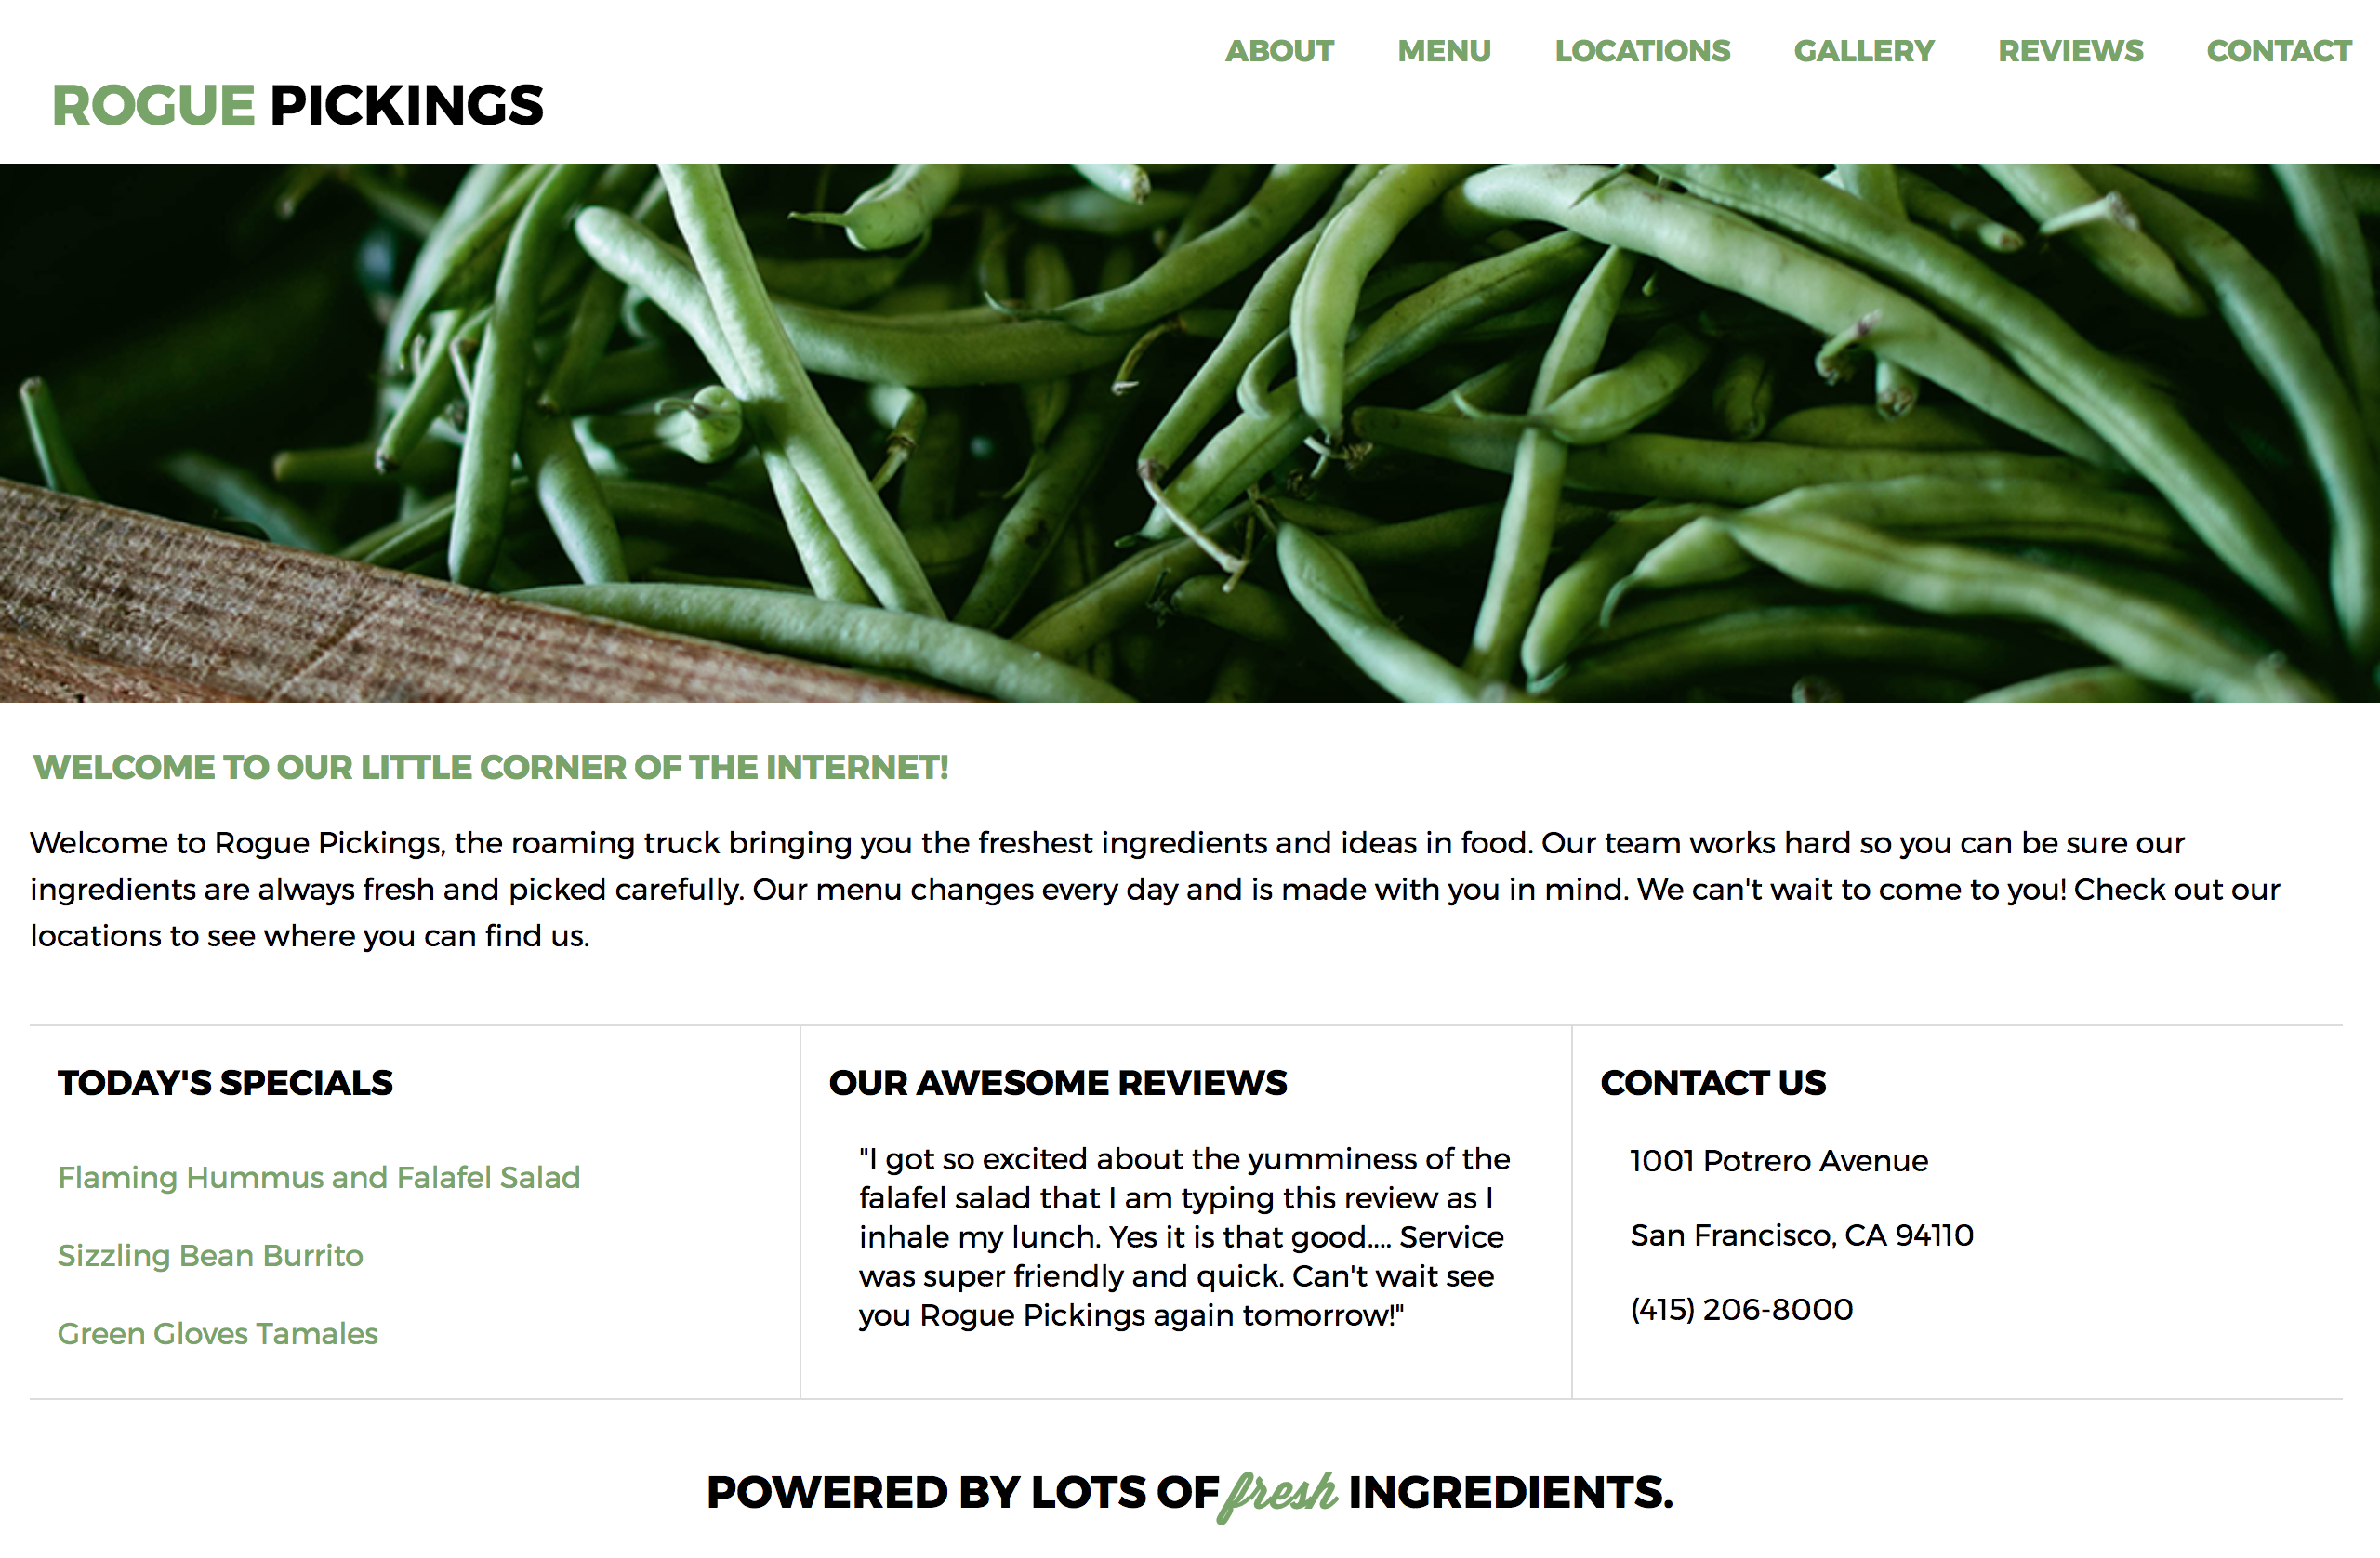 ABOUT MENU LOCATIONS GALLERY REVIEWS CONTACT
ROGUE PICKINGS
WELCOME TO OUR LITTLE CORNER OF THE INTERNET!
Welcome to Rogue Pickings, the roaming truck bringing you the freshest ingredients and ideas in food. Our team works hard so you can be sure our
ingredients are always fresh and picked carefully. Our menu changes every day and is made with you in mind. We can't wait to come to you! Check out our
locations to see where you can find us.
TODAY'S SPECIALS
Flaming Hummus and Falafel Salad
Sizzling Bean Burrito
Green Gloves Tamales
OUR AWESOME REVIEWS
"I got so excited about the yumminess of the
falafel salad that I am typing this review as I
inhale my lunch. Yes it is that good.... Service
was super friendly and quick. Can't wait see
you Rogue Pickings again tomorrow!"
CONTACT US
1001 Potrero Avenue
San Francisco, CA 94110
(415) 206-8000
POWERED BY LOTS OF fresh INGREDIENTS.